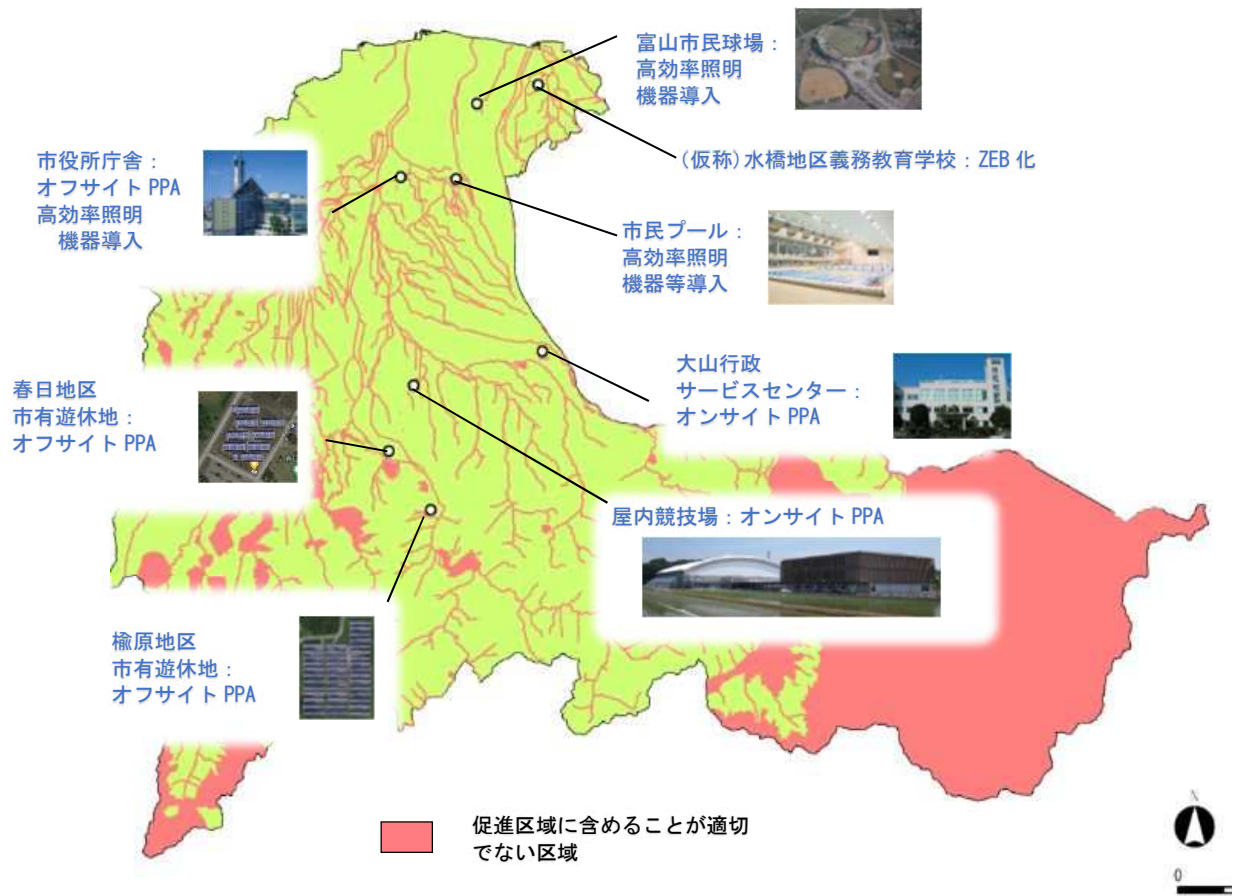 富山市民球場：
高効率照明
機器導入
(仮称)水橋地区義務教育学校：ZEB 化
市役所庁舎：
オフサイト PPA
高効率照明
機器導入
市民プール：
高効率照明
機器等導入
大山行政
サービスセンター：
オンサイト PPA
春日地区
市有遊休地：
オフサイト PPA
屋内競技場：オンサイト PPA
楡原地区
市有遊休地：
オフサイト PPA
促進区域に含めることが適切
でない区域
N
0